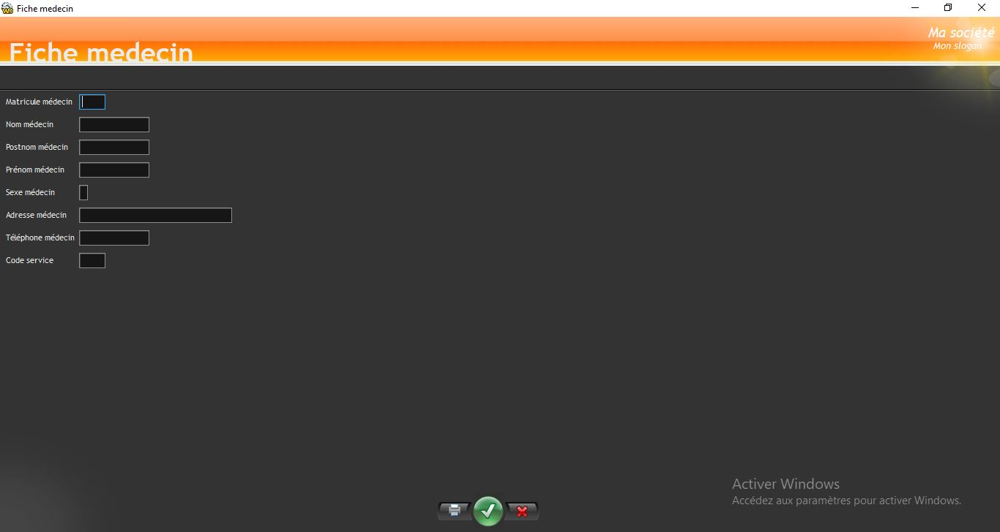 Fiche medecin
Ma société
Mon slogan
Fiche medecin
Matricule médecin
Nom médecin
Postnom médecin
Prénom médecin
Sexe médecin
Adresse médecin
Téléphone médecin
Code service
Activer Windows
Accédez aux paramètres pour activer Windows.